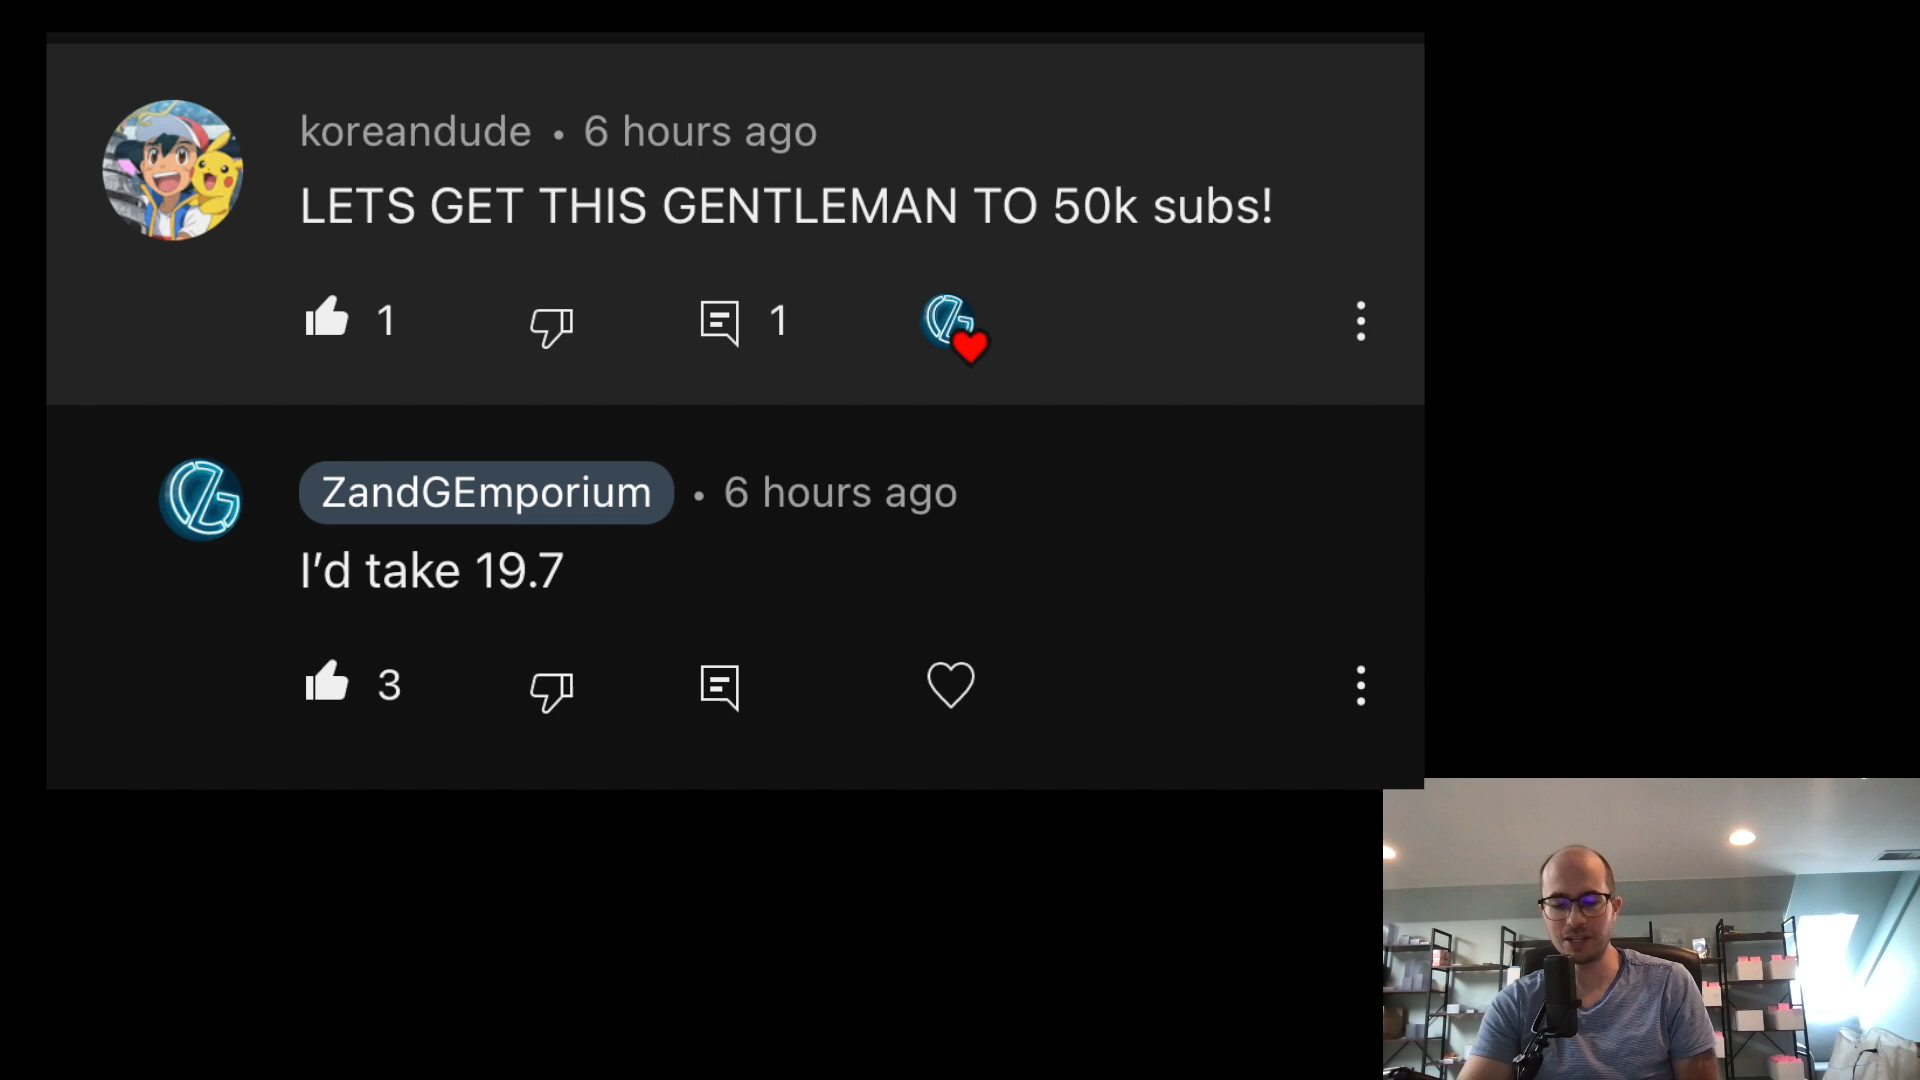 koreandude • 6 hours ago
LETS GET THIS GENTLEMAN TO 50k subs!
1 1
ZandGEmporium • 6 hours ago
I’d take 19.7
3